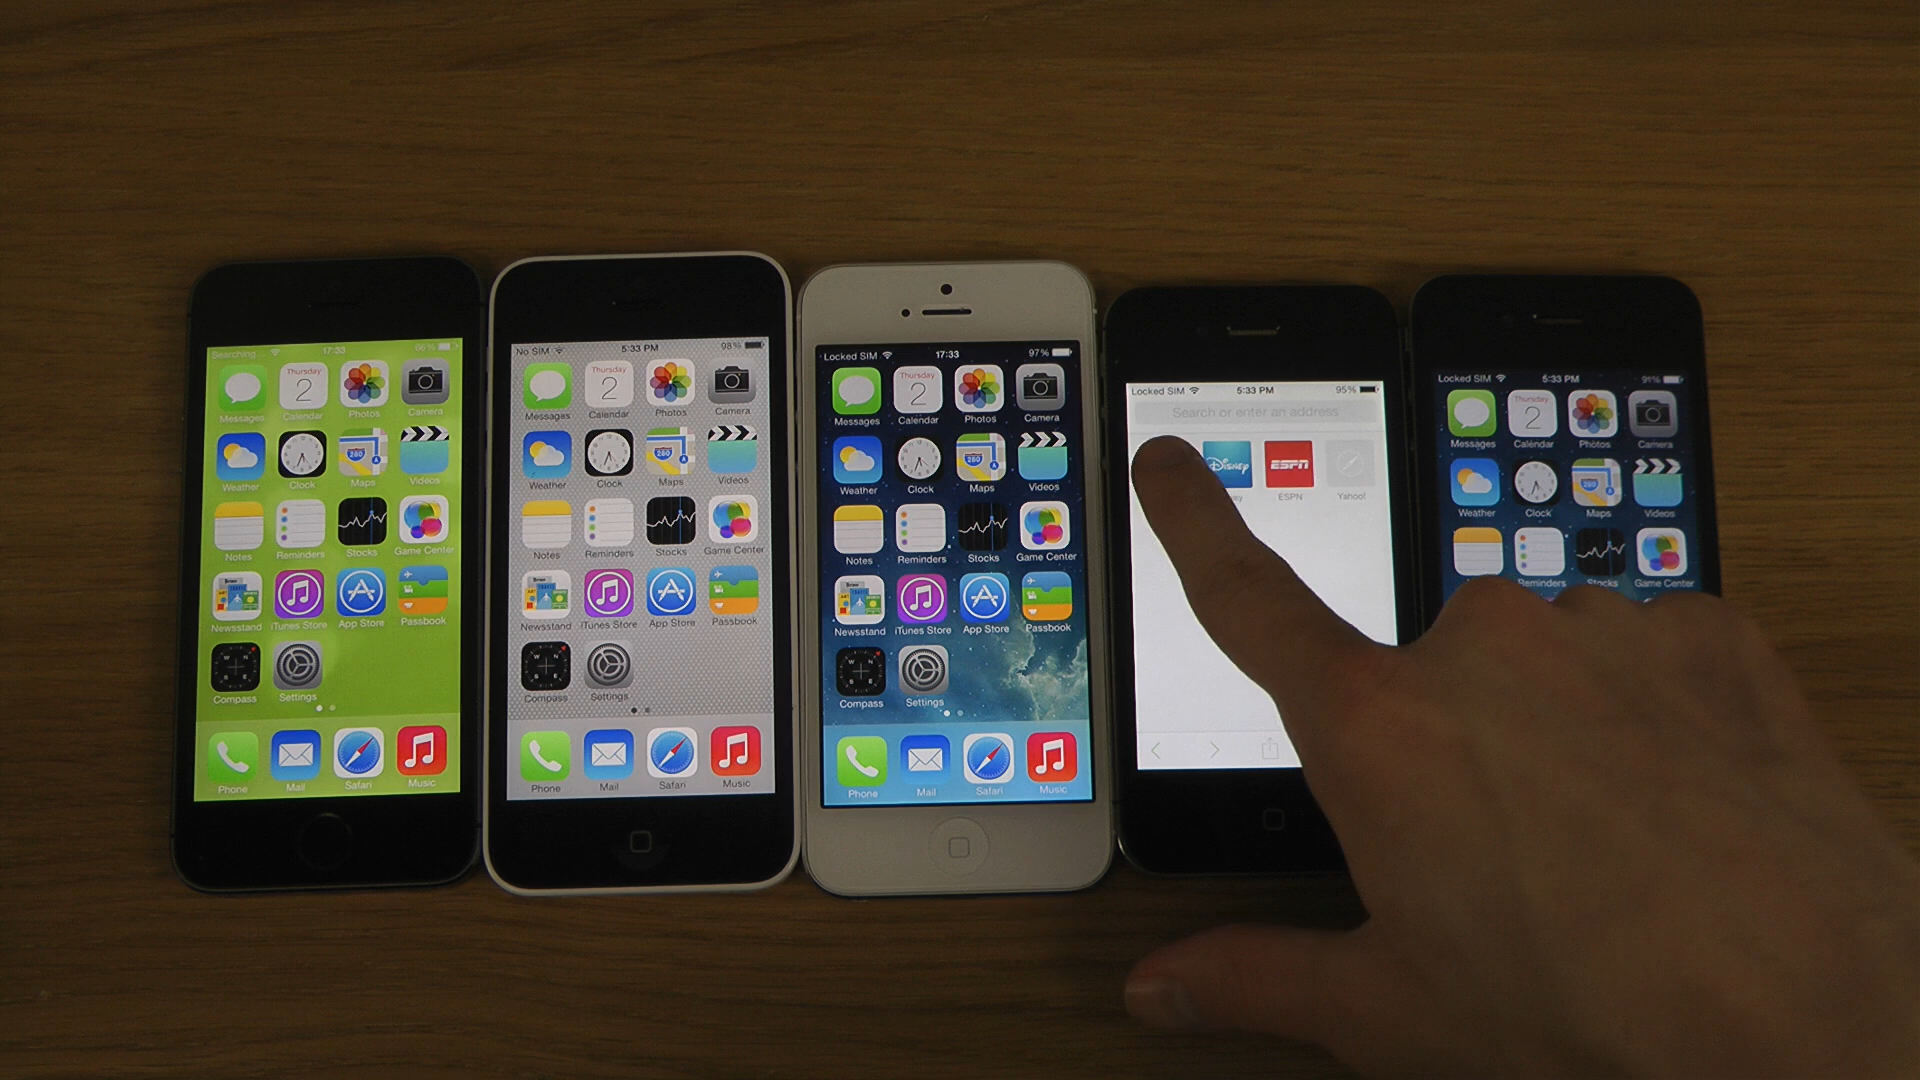 Searching... 17:33 66%
Messages Thursday 2 Calendar Photos Camera
Weather Clock 280 Maps Videos
Notes Reminders Stocks Game Center
Newsstand iTunes Store App Store Passbook
Compass Settings
Phone Mail Safari Music
No SIM 5:33 PM 98%
Messages Thursday 2 Calendar Photos Camera
Weather Clock 280 Maps Videos
Notes Reminders Stocks Game Center
Newsstand iTunes Store App Store Passbook
Compass Settings
Phone Mail Safari Music
Locked SIM 17:33 97%
Messages Thursday 2 Calendar Photos Camera
Weather Clock 280 Maps Videos
Notes Reminders Stocks Game Center
Newsstand iTunes Store App Store Passbook
Compass Settings
Phone Mail Safari Music
Locked SIM 5:33 PM 95%
Search or enter an address
Disney ESPN
ESPN Yahoo!
Locked SIM 5:33 PM 91%
Messages Thursday 2 Calendar Photos Camera
Weather Clock 280 Maps Videos
Reminders Stocks Game Center